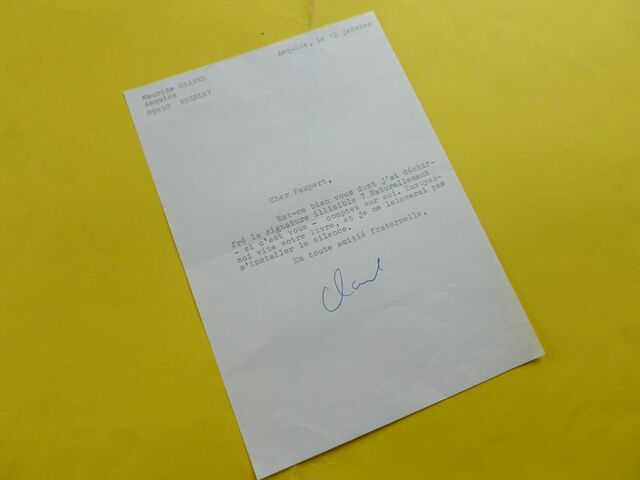 Asquins, le 12 janvier
Maurice CLAVEL
Asquins
89450 VEZELAY
Cher Paupert,
Est-ce bien vous dont j'ai déchif-
fré la signature illisible ? Naturellement
- si c'est vous - comptez sur moi. Envoyez-
moi vite votre livre, et je ne laisserai pas
s'installer le silence.
En toute amitié fraternelle,
Clavel